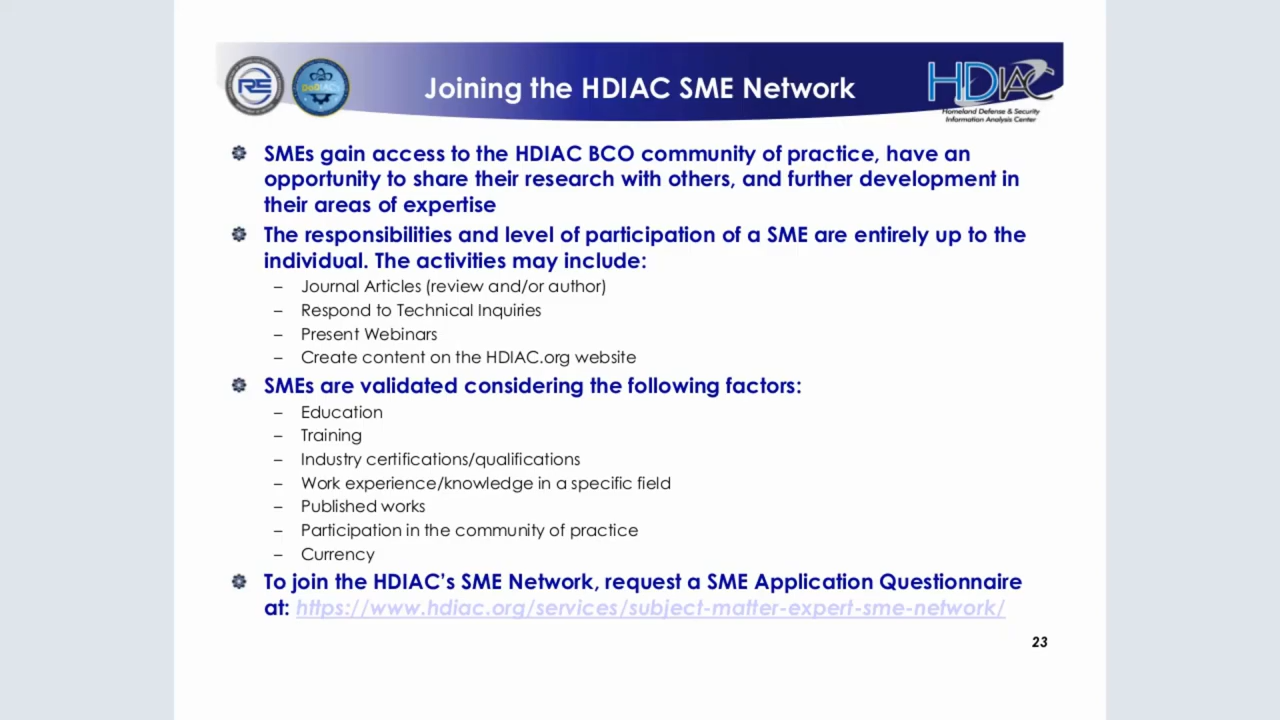 Joining the HDIAC SME Network
RE
DoDIACs
HDIAC
Homeland Defense & Security
Information Analysis Center
SMEs gain access to the HDIAC BCO community of practice, have an
opportunity to share their research with others, and further development in
their areas of expertise
The responsibilities and level of participation of a SME are entirely up to the
individual. The activities may include:
– Journal Articles (review and/or author)
– Respond to Technical Inquiries
– Present Webinars
– Create content on the HDIAC.org website
SMEs are validated considering the following factors:
– Education
– Training
– Industry certifications/qualifications
– Work experience/knowledge in a specific field
– Published works
– Participation in the community of practice
– Currency
To join the HDIAC’s SME Network, request a SME Application Questionnaire
at: https://www.hdiac.org/services/subject-matter-expert-sme-network/
23